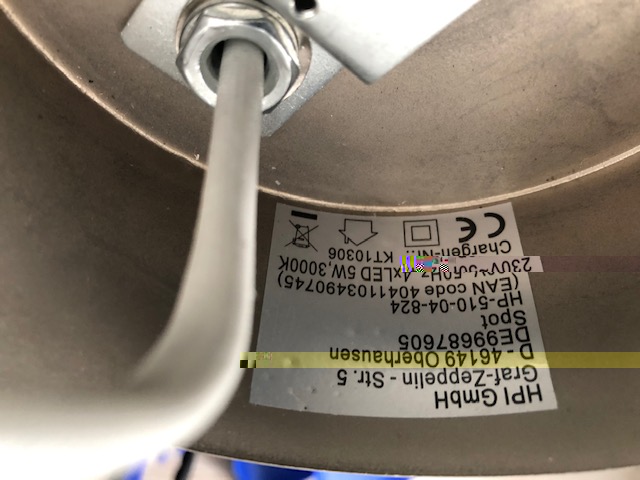 HPI GmbH
Graf-Zeppelin - Str. 5
D - 46149 Oberhausen
DE99687605
Spot
HP-510-04-824
(EAN code 4041103490745)
230V~50Hz, 4xLED 5W,3000K
Chargen-Nr.: KT10306
CE